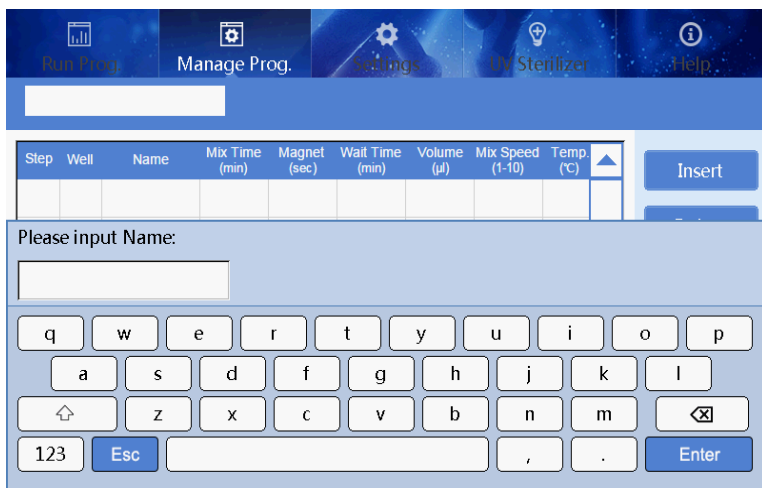 Run Prog. Manage Prog. Settings UV Sterilizer Help
Step Well Name Mix Time (min) Magnet (sec) Wait Time (min) Volume (μl) Mix Speed (1-10) Temp. (℃)
Insert
Please input Name:
q w e r t y u i o p
a s d f g h j k l
z x c v b n m
123 Esc , . Enter